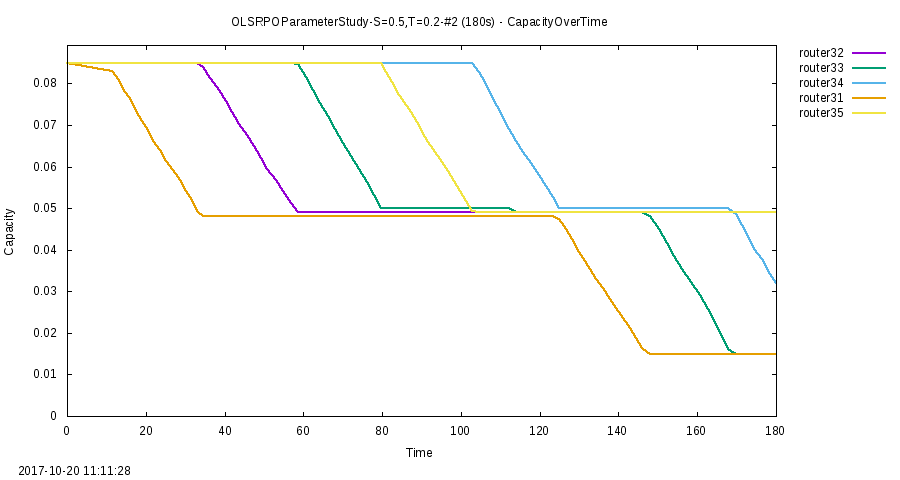 OLSRPOParameterStudy-S=0.5,T=0.2-#2 (180s) - CapacityOverTime
router32
router33
router34
router31
router35
0.08
0.07
0.06
0.05
0.04
0.03
0.02
0.01
0
Capacity
0 20 40 60 80 100 120 140 160 180
Time
2017-10-20 11:11:28